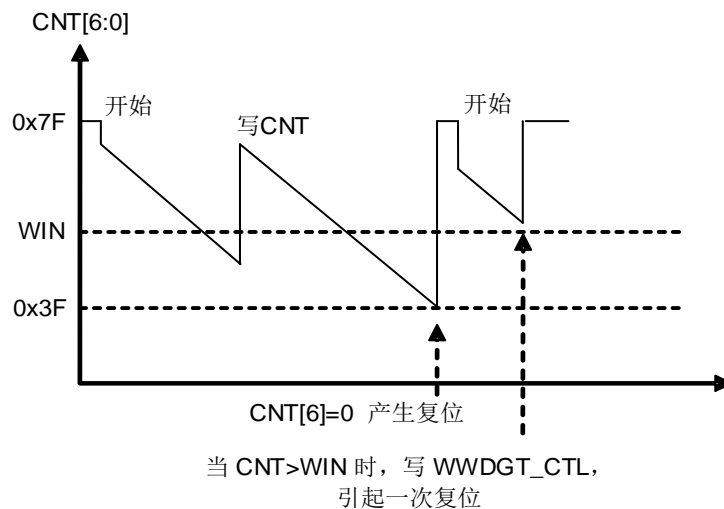 CNT[6:0]
0x7F
开始
写CNT
开始
WIN
0x3F
CNT[6]=0 产生复位
当 CNT>WIN 时，写 WWDGT_CTL，
引起一次复位